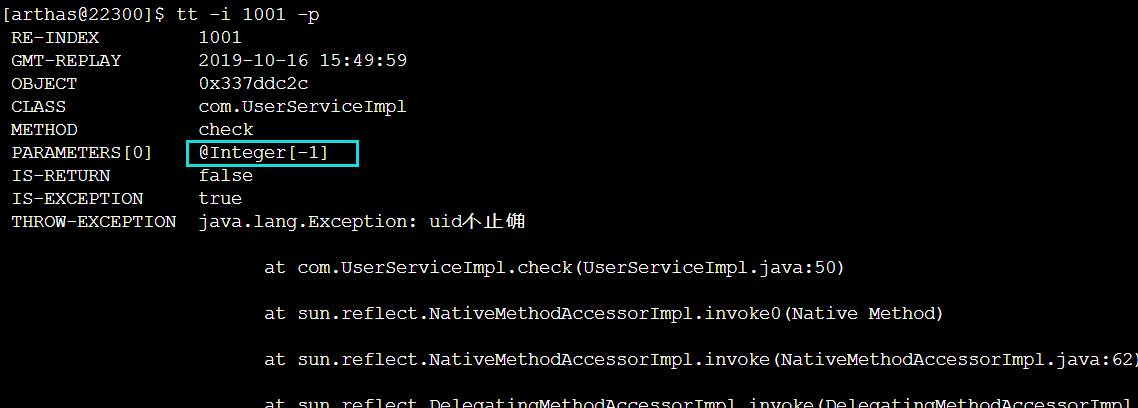 [arthas@22300]$ tt -i 1001 -p
RE-INDEX 1001
GMT-REPLAY 2019-10-16 15:49:59
OBJECT 0x337ddc2c
CLASS com.UserServiceImpl
METHOD check
PARAMETERS[0] @Integer[-1]
IS-RETURN false
IS-EXCEPTION true
THROW-EXCEPTION java.lang.Exception: uid不正确
at com.UserServiceImpl.check(UserServiceImpl.java:50)
at sun.reflect.NativeMethodAccessorImpl.invoke0(Native Method)
at sun.reflect.NativeMethodAccessorImpl.invoke(NativeMethodAccessorImpl.java:62)
at sun.reflect.DelegatingMethodAccessorImpl.invoke(DelegatingMethodAccessorImpl.